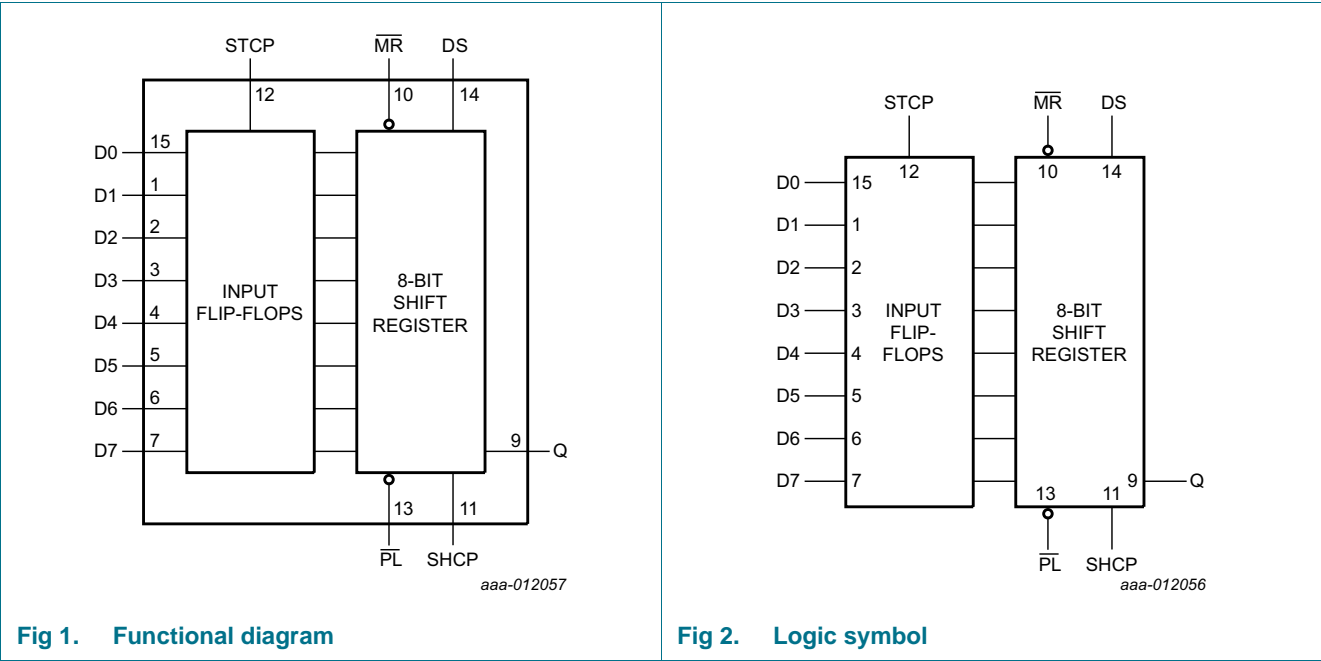 STCP
M̅R̅
DS
12
10
14
D0
15
D1
1
D2
2
D3
3
D4
4
D5
5
D6
6
D7
7
INPUT
FLIP-FLOPS
8-BIT
SHIFT
REGISTER
9
Q
13
11
P̅L̅
SHCP
aaa-012057
Fig 1. Functional diagram
STCP
M̅R̅
DS
12
10
14
D0
15
D1
1
D2
2
D3
3
D4
4
D5
5
D6
6
D7
7
INPUT
FLIP-
FLOPS
8-BIT
SHIFT
REGISTER
9
Q
13
11
P̅L̅
SHCP
aaa-012056
Fig 2. Logic symbol